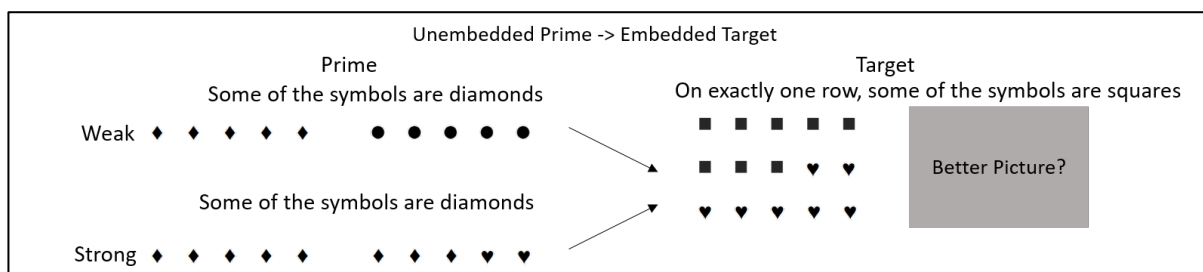 Unembedded Prime -> Embedded Target
Prime
Target
Some of the symbols are diamonds
On exactly one row, some of the symbols are squares
Weak
Better Picture?
Some of the symbols are diamonds
Strong